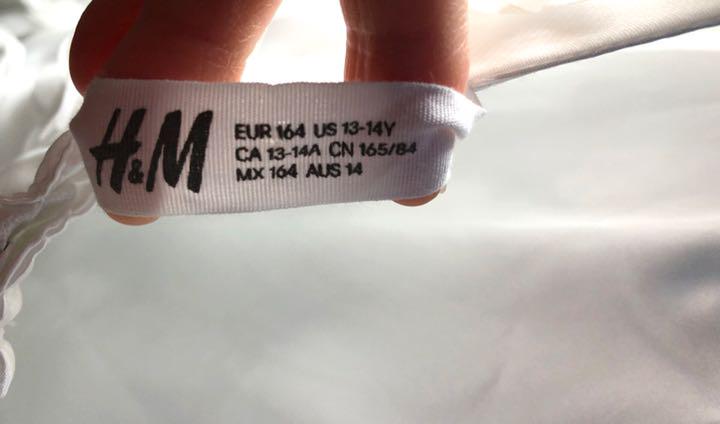 H&M
EUR 164 US 13-14Y
CA 13-14A CN 165/84
MX 164 AUS 14